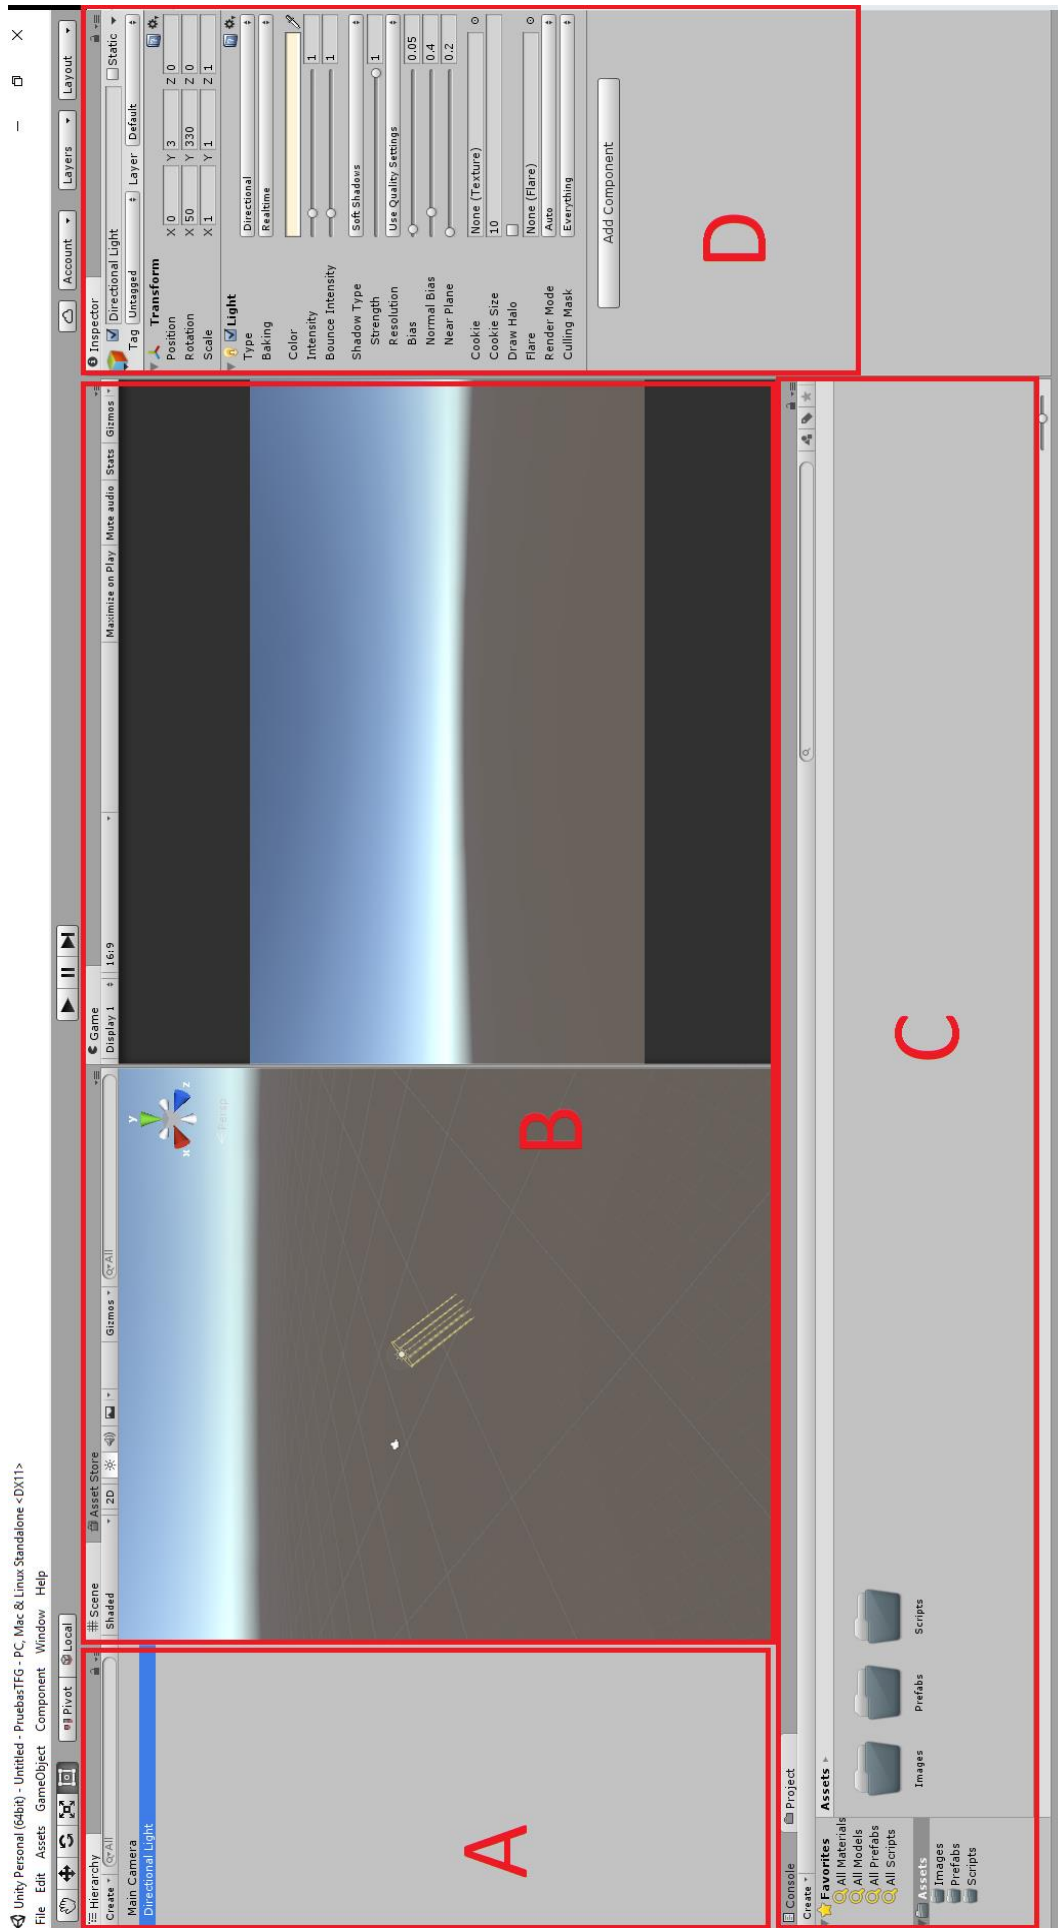 Unity Personal (64bit) - Untitled - PruebasTFG - PC, Mac & Linux Standalone <DX11>
File Edit Assets GameObject Component Window Help
Pivot Local Account Layers Layout
Hierarchy
Create All
Main Camera
Directional Light
A
Scene Asset Store
Shaded 2D Gizmos All
y
x z
Persp
B
Game
Display 1 16:9 Maximize on Play Mute audio Stats Gizmos
Inspector
Directional Light Static
Tag Untagged Layer Default
Transform
Position X 0 Y 3 Z 0
Rotation X 50 Y 330 Z 0
Scale X 1 Y 1 Z 1
Light
Type Directional
Baking Realtime
Color
Intensity 1
Bounce Intensity 1
Shadow Type Soft Shadows
Strength 1
Resolution Use Quality Settings
Bias 0.05
Normal Bias 0.4
Near Plane 0.2
Cookie None (Texture)
Cookie Size 10
Draw Halo
Flare None (Flare)
Render Mode Auto
Culling Mask Everything
Add Component
D
Console Project
Create
Favorites
All Materials
All Models
All Prefabs
All Scripts
Assets
Images
Prefabs
Scripts
Assets
Images Prefabs Scripts
C